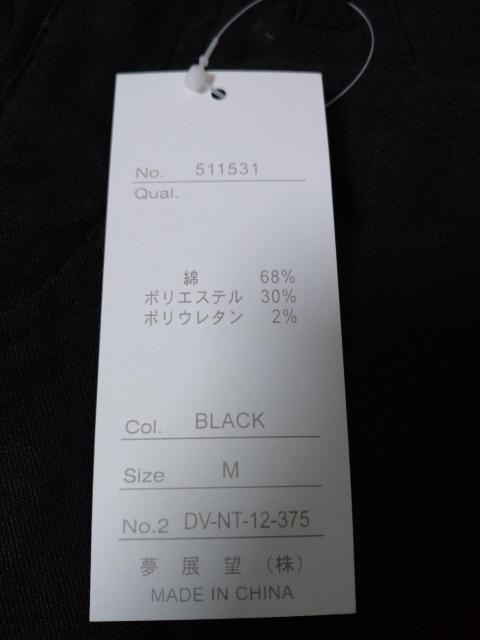 No. 511531
Qual.
綿 68%
ポリエステル 30%
ポリウレタン 2%
Col. BLACK
Size M
No.2 DV-NT-12-375
夢展望(株)
MADE IN CHINA